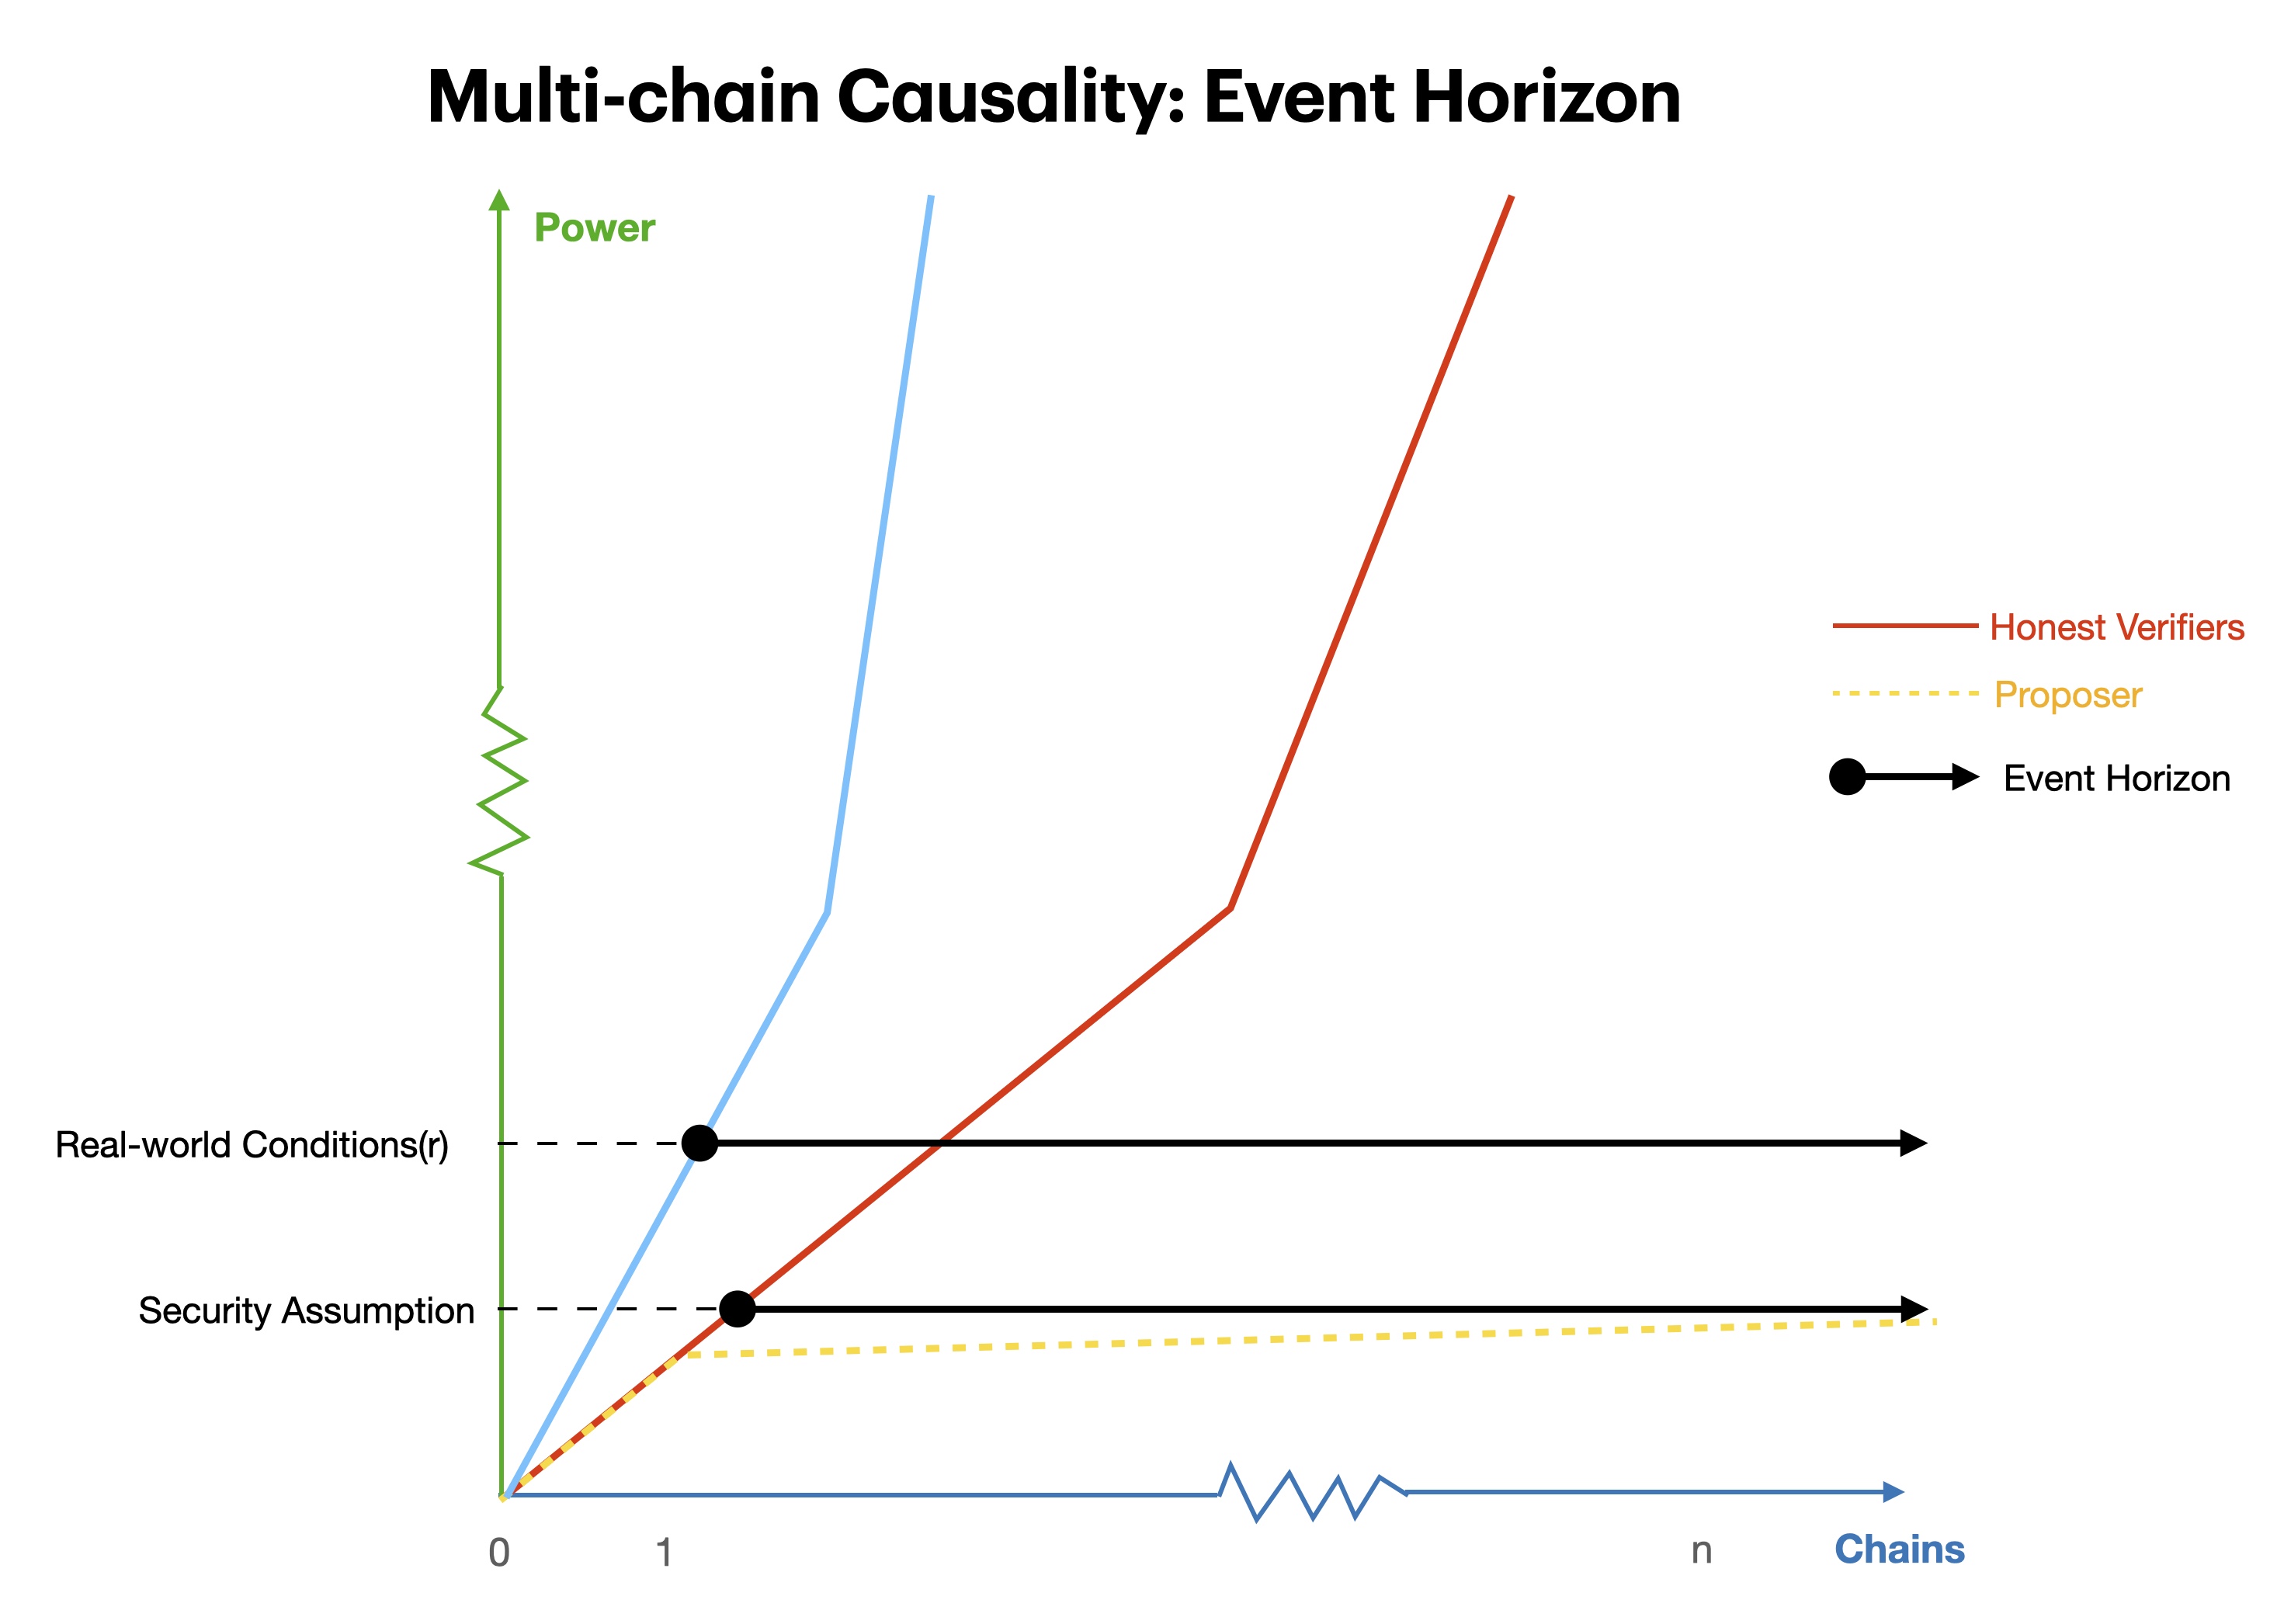 Multi-chain Causality: Event Horizon
Power
Honest Verifiers
Proposer
Event Horizon
Real-world Conditions(r)
Security Assumption
0
1
n
Chains